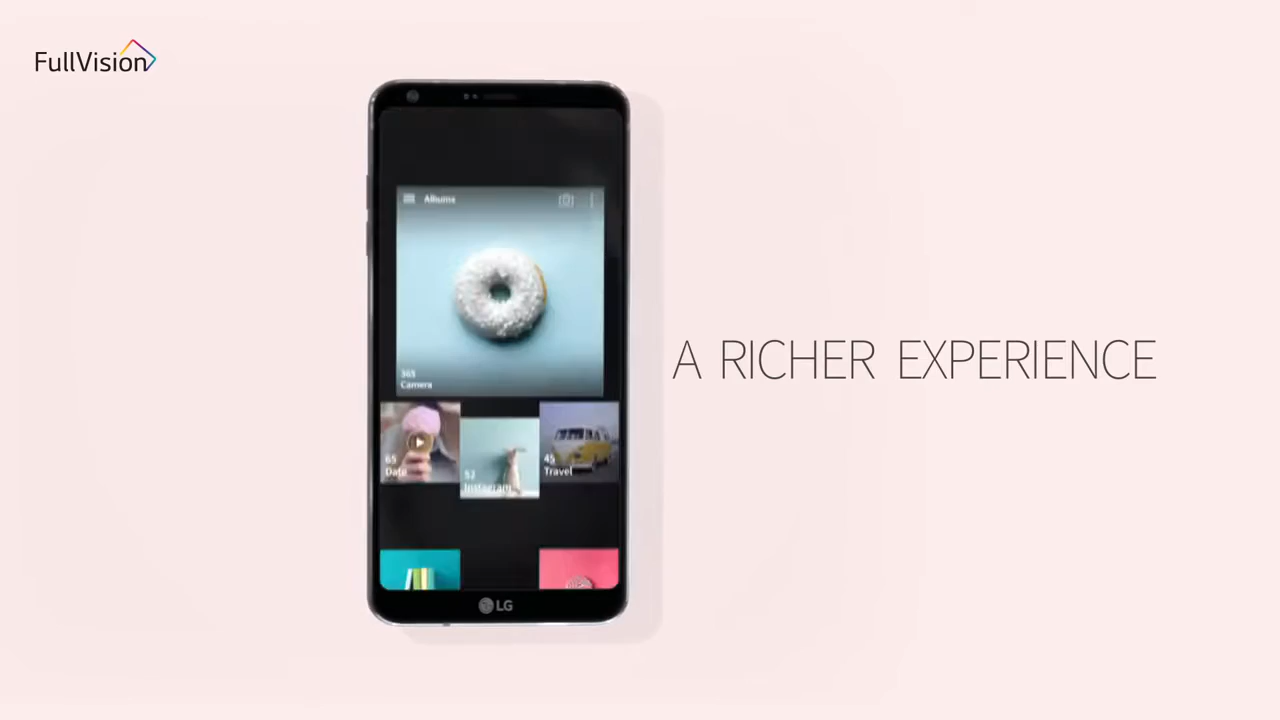 FullVision
Albums
365
Camera
65
Date
52
Instagram
45
Travel
LG
A RICHER EXPERIENCE